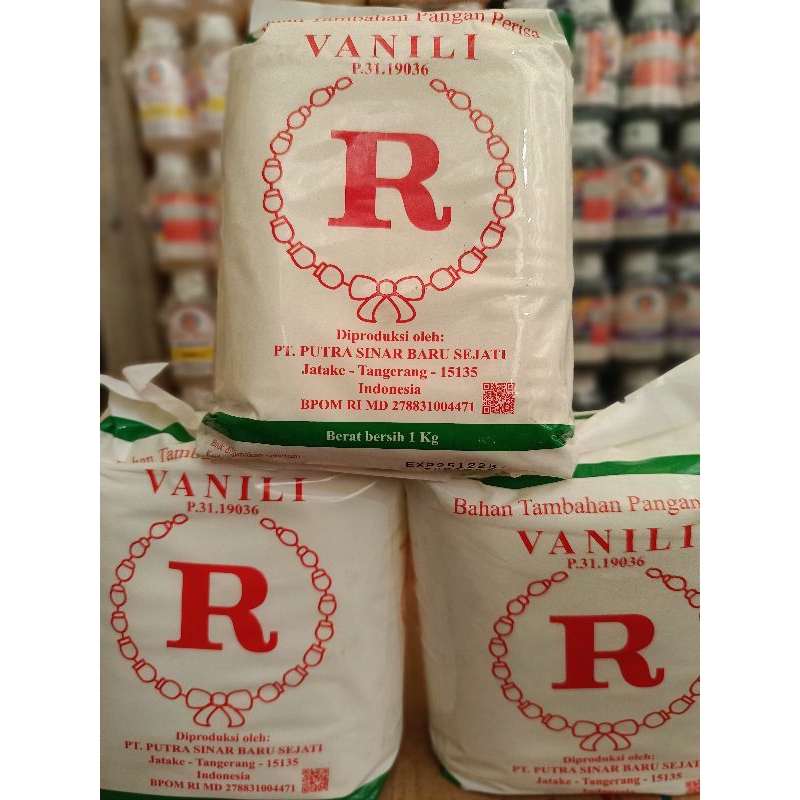 Bahan Tambahan Pangan Perisa
VANILI
P.31.19036
R
Diproduksi oleh:
PT. PUTRA SINAR BARU SEJATI
Jatake - Tangerang - 15135
Indonesia
BPOM RI MD 278831004471
Berat bersih 1 Kg
Bahan Tamb
VANILI
P.31.19036
R
Diproduksi oleh:
PT. PUTRA SINAR BARU SEJATI
Jatake - Tangerang - 15135
Indonesia
BPOM RI MD 278831004471
Bahan Tambahan Pangan
VANILI
P.31.19036
R
Diproduksi oleh:
PT. PUTRA SINAR BARU SEJATI
Jatake - Tangerang - 15135
Indonesia